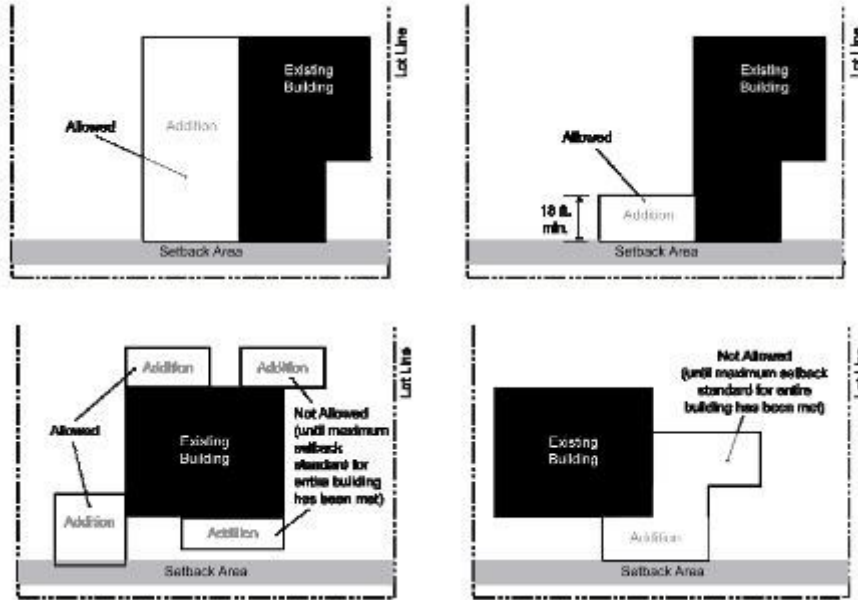 Existing
Building
Lot Line
Addition
Allowed
Setback Area
Existing
Building
Lot Line
Allowed
18 ft.
min.
Addition
Setback Area
Addition
Addition
Lot Line
Not Allowed
(until maximum
setback
standard for
entire building
has been met)
Allowed
Existing
Building
Addition
Addition
Setback Area
Not Allowed
(until maximum setback
standard for entire
building has been met)
Lot Line
Existing
Building
Addition
Setback Area